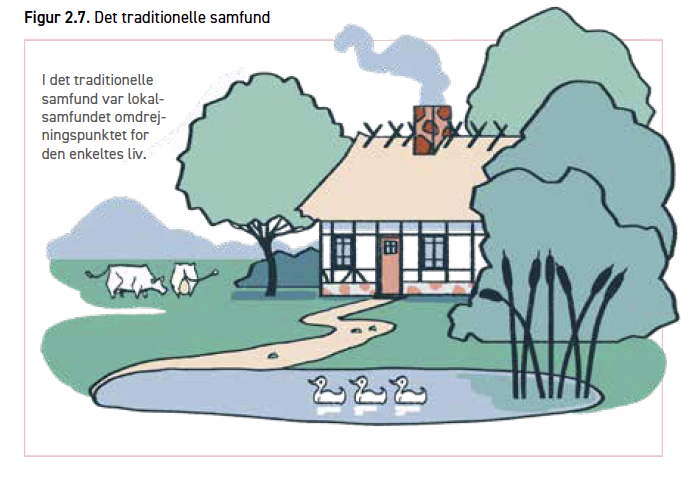 Figur 2.7. Det traditionelle samfund
I det traditionelle
samfund var lokal-
samfundet omdrej-
ningspunktet for
den enkeltes liv.